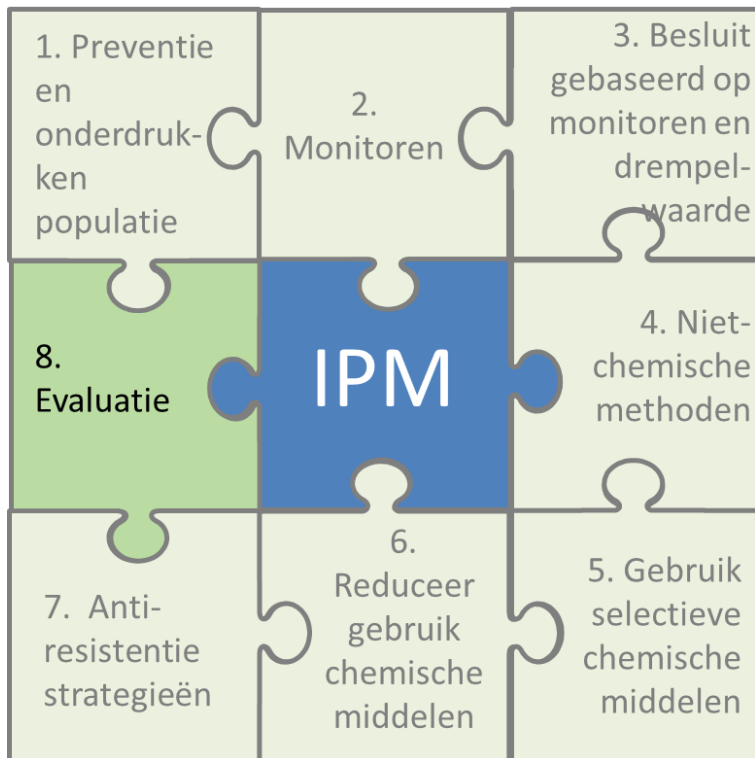 1. Preventie
en
onderdruk-
ken
populatie
2.
Monitoren
3. Besluit
gebaseerd op
monitoren en
drempel-
waarde
8.
Evaluatie
IPM
4. Niet-
chemische
methoden
7. Anti-
resistentie
strategieën
6.
Reduceer
gebruik
chemische
middelen
5. Gebruik
selectieve
chemische
middelen